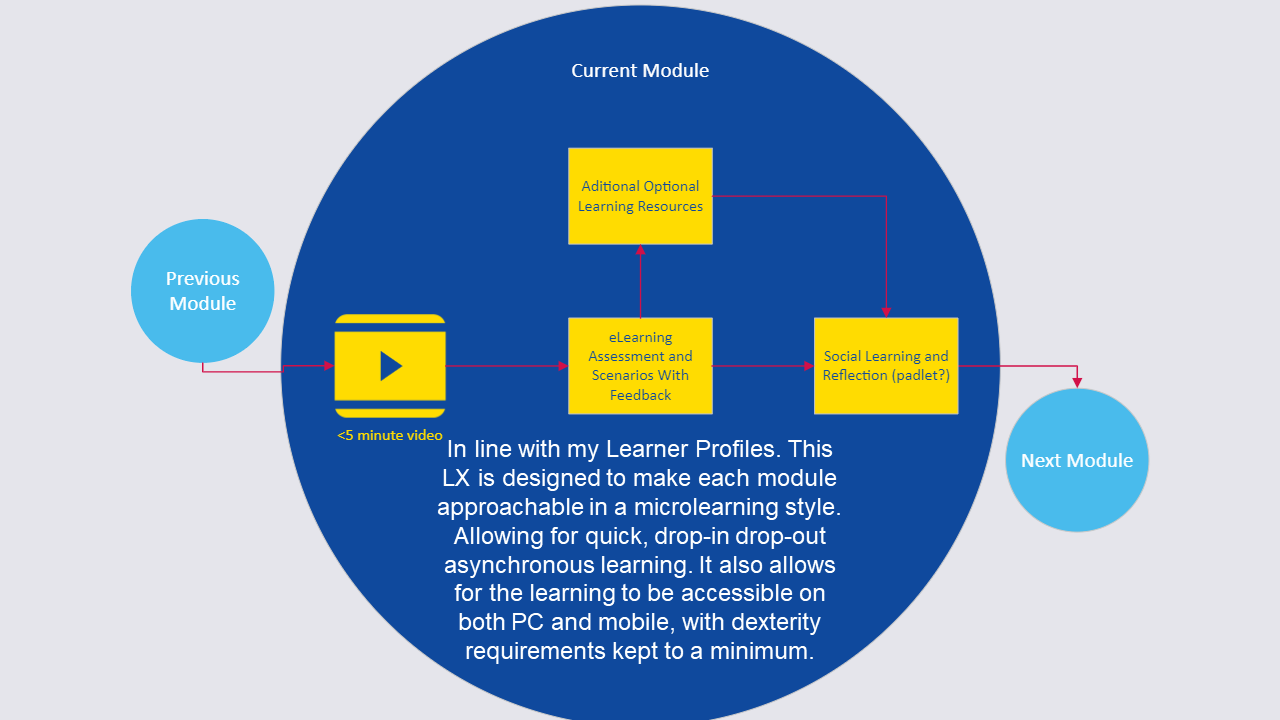 Current Module
Aditional Optional
Learning Resources
Previous
Module
eLearning
Assessment and
Scenarios With
Feedback
Social Learning and
Reflection (padlet?)
<5 minute video
Next Module
In line with my Learner Profiles. This
LX is designed to make each module
approachable in a microlearning style.
Allowing for quick, drop-in drop-out
asynchronous learning. It also allows
for the learning to be accessible on
both PC and mobile, with dexterity
requirements kept to a minimum.